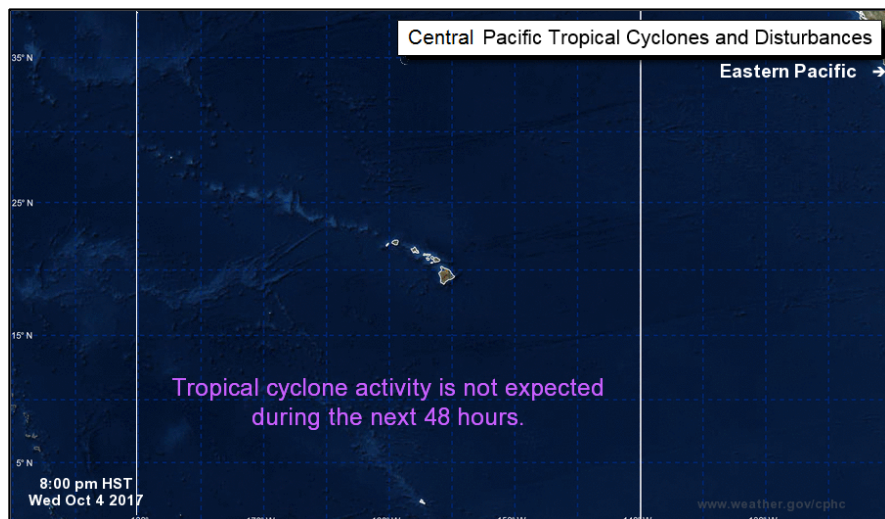 Central Pacific Tropical Cyclones and Disturbances
35° N
Eastern Pacific →
25° N
15° N
Tropical cyclone activity is not expected
during the next 48 hours.
5° N
8:00 pm HST
Wed Oct 4 2017
www.weather.gov/cphc